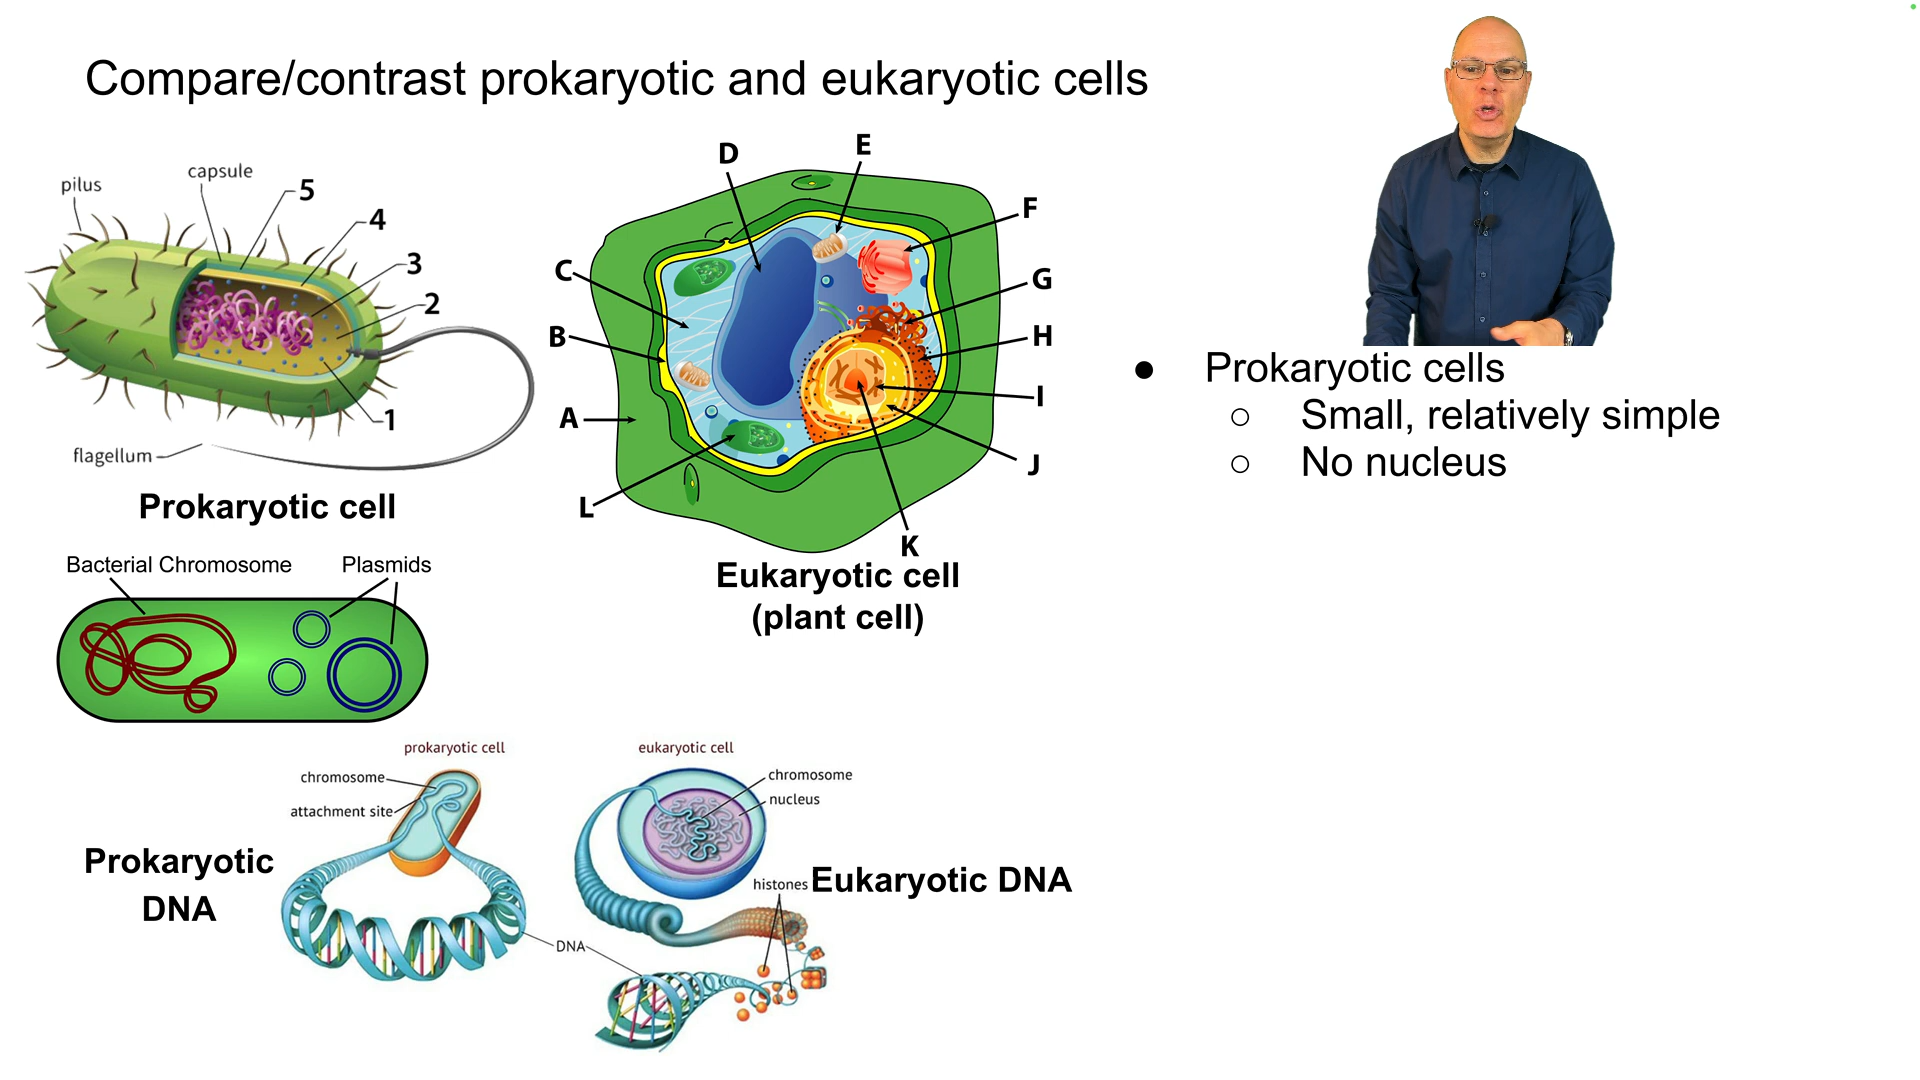 Compare/contrast prokaryotic and eukaryotic cells
pilus
capsule
5
4
3
2
1
flagellum
Prokaryotic cell
D
E
F
C
G
B
H
A
I
J
L
K
Eukaryotic cell
(plant cell)
● Prokaryotic cells
○ Small, relatively simple
○ No nucleus
Bacterial Chromosome
Plasmids
prokaryotic cell
chromosome
attachment site
Prokaryotic
DNA
DNA
eukaryotic cell
chromosome
nucleus
histones
Eukaryotic DNA